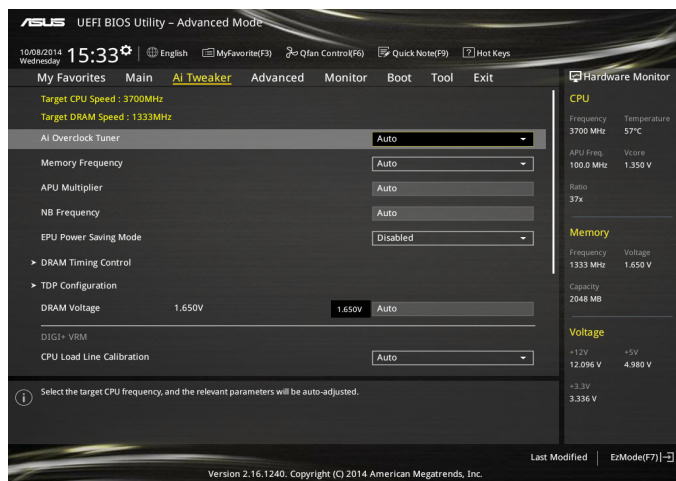 ASUS UEFI BIOS Utility – Advanced Mode
10/08/2014
Wednesday
15:33
English
MyFavorite(F3)
Qfan Control(F6)
Quick Note(F9)
? Hot Keys
My Favorites
Main
Ai Tweaker
Advanced
Monitor
Boot
Tool
Exit
Hardware Monitor
Target CPU Speed : 3700MHz
Target DRAM Speed : 1333MHz
Ai Overclock Tuner Auto
Memory Frequency Auto
APU Multiplier Auto
NB Frequency Auto
EPU Power Saving Mode Disabled
> DRAM Timing Control
> TDP Configuration
DRAM Voltage 1.650V 1.650V Auto
DIGI+ VRM
CPU Load Line Calibration Auto
i Select the target CPU frequency, and the relevant parameters will be auto-adjusted.
CPU
Frequency Temperature
3700 MHz 57°C
APU Freq. Vcore
100.0 MHz 1.350 V
Ratio
37x
Memory
Frequency Voltage
1333 MHz 1.650 V
Capacity
2048 MB
Voltage
+12V +5V
12.096 V 4.980 V
+3.3V
3.336 V
Last Modified
EzMode(F7)
Version 2.16.1240. Copyright (C) 2014 American Megatrends, Inc.